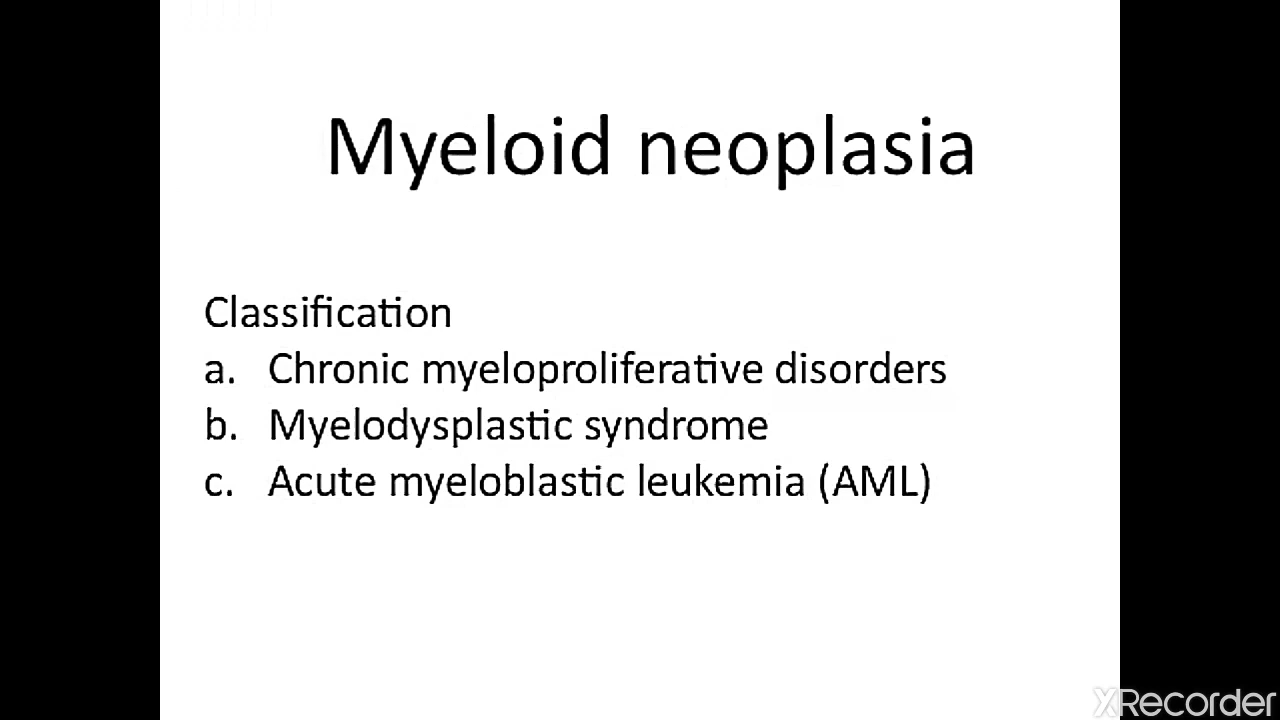 Myeloid neoplasia
Classification
a. Chronic myeloproliferative disorders
b. Myelodysplastic syndrome
c. Acute myeloblastic leukemia (AML)
XRecorder